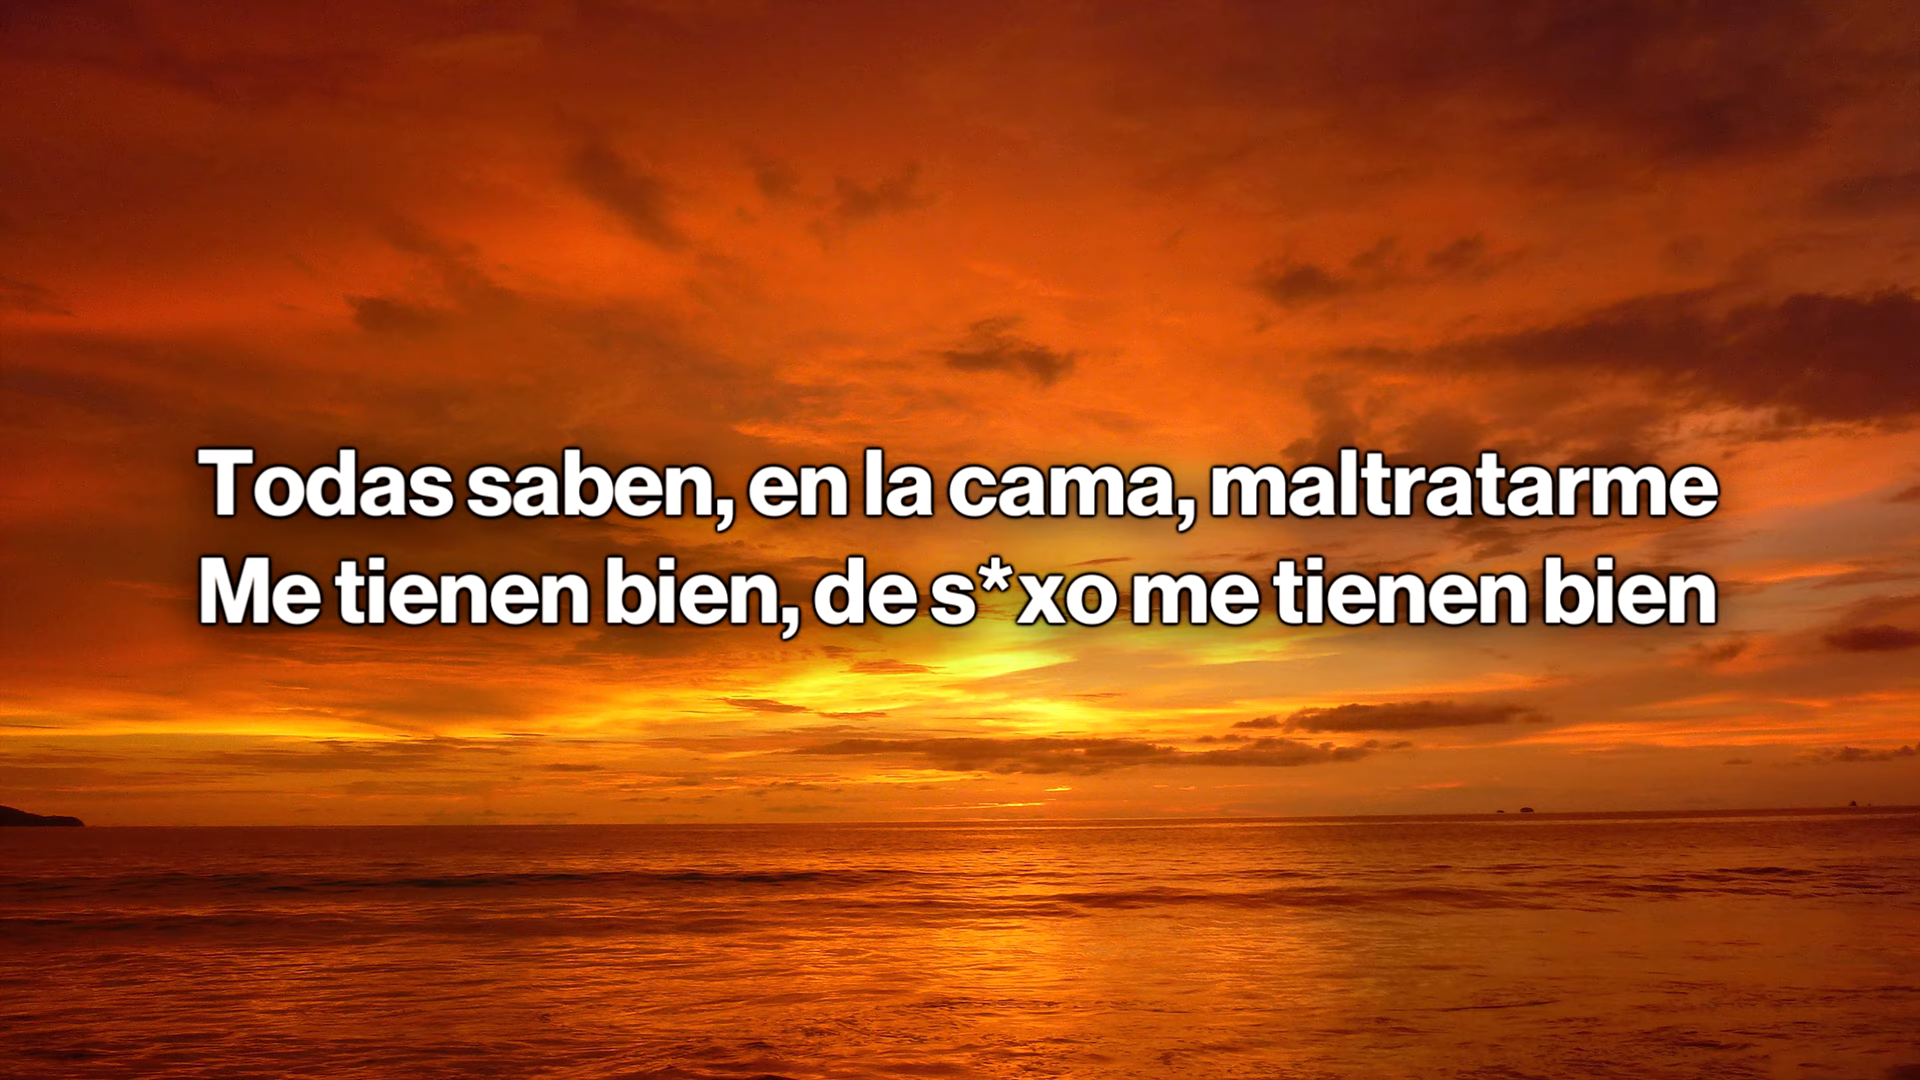 Todas saben, en la cama, maltratarme
Me tienen bien, de s*xo me tienen bien